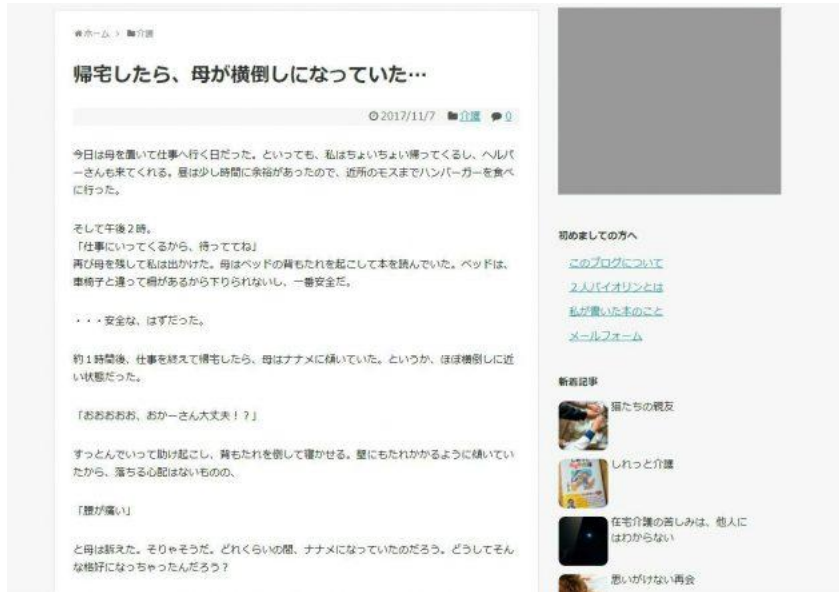 ホーム > 介護
帰宅したら、母が横倒しになっていた…
2017/11/7 介護 0
今日は母を置いて仕事へ行く日だった。といっても、私はちょいちょい帰ってくるし、ヘルパ
ーさんも来てくれる。昼は少し時間に余裕があったので、近所のモスまでハンバーガーを食べ
に行った。
そして午後2時。
「仕事にいってくるから、待っててね」
再び母を残して私は出かけた。母はベッドの背もたれを起こして本を読んでいた。ベッドは、
車椅子と違って柵があるから下りられないし、一番安全だ。
・・・安全な、はずだった。
約1時間後、仕事を終えて帰宅したら、母はナナメに傾いていた。というか、ほぼ横倒しに近
い状態だった。
「おおおおお、おかーさん大丈夫！？」
すっとんでいって助け起こし、背もたれを倒して寝かせる。壁にもたれかかるように傾いてい
たから、落ちる心配はないものの、
「腰が痛い」
と母は訴えた。そりゃそうだ。どれくらいの間、ナナメになっていたのだろう。どうしてそん
な格好になっちゃったんだろう？
初めましての方へ
このブログについて
2人バイオリンとは
私が書いた本のこと
メールフォーム
新着記事
猫たちの親友
しれっと介護
在宅介護の苦しみは、他人に
はわからない
思いがけない再会